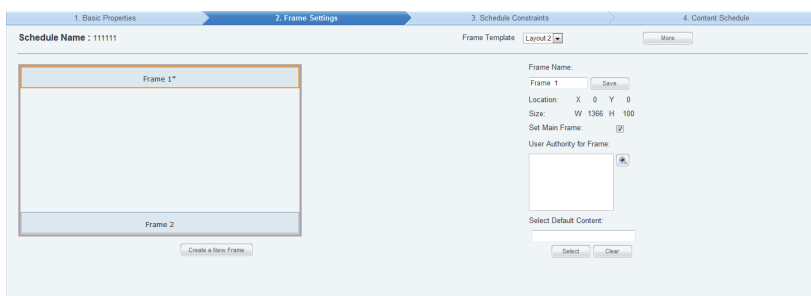 1. Basic Properties 2. Frame Settings 3. Schedule Constraints 4. Content Schedule
Schedule Name : 111111 Frame Template Layout 2 More
Frame 1*
Frame 2
Create a New Frame
Frame Name:
Frame 1 Save
Location: X 0 Y 0
Size: W 1366 H 100
Set Main Frame:
User Authority for Frame:
Select Default Content:
Select Clear